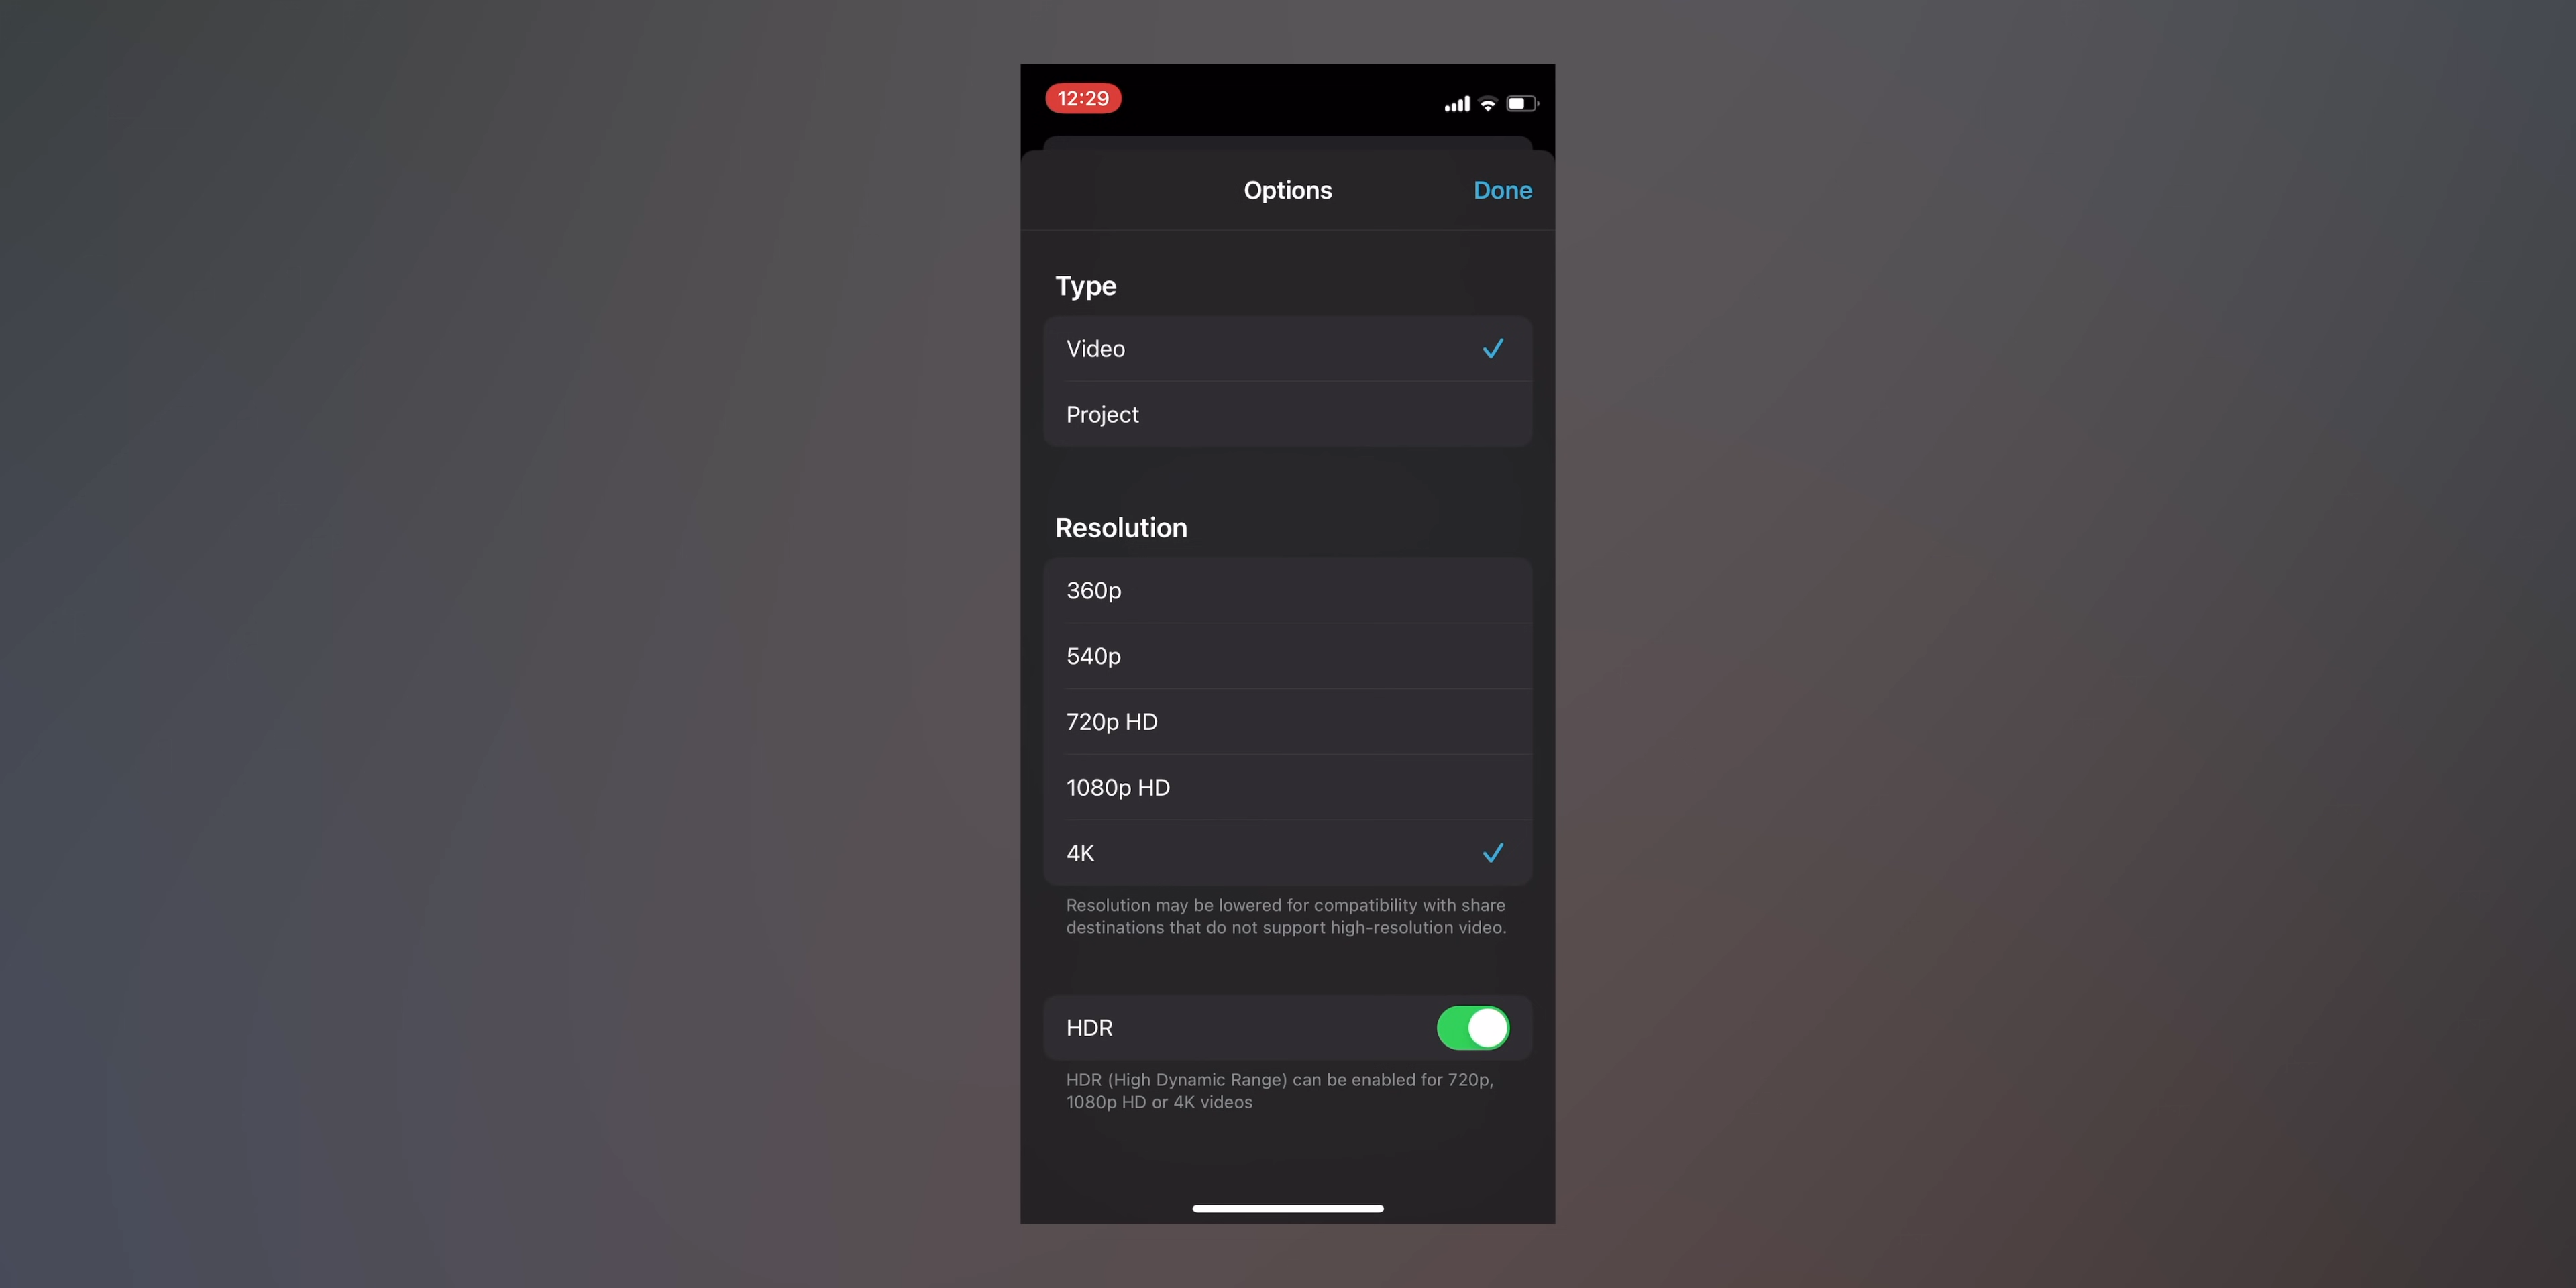 12:29
Options
Done
Type
Video
Project
Resolution
360p
540p
720p HD
1080p HD
4K
Resolution may be lowered for compatibility with share
destinations that do not support high-resolution video.
HDR
HDR (High Dynamic Range) can be enabled for 720p,
1080p HD or 4K videos